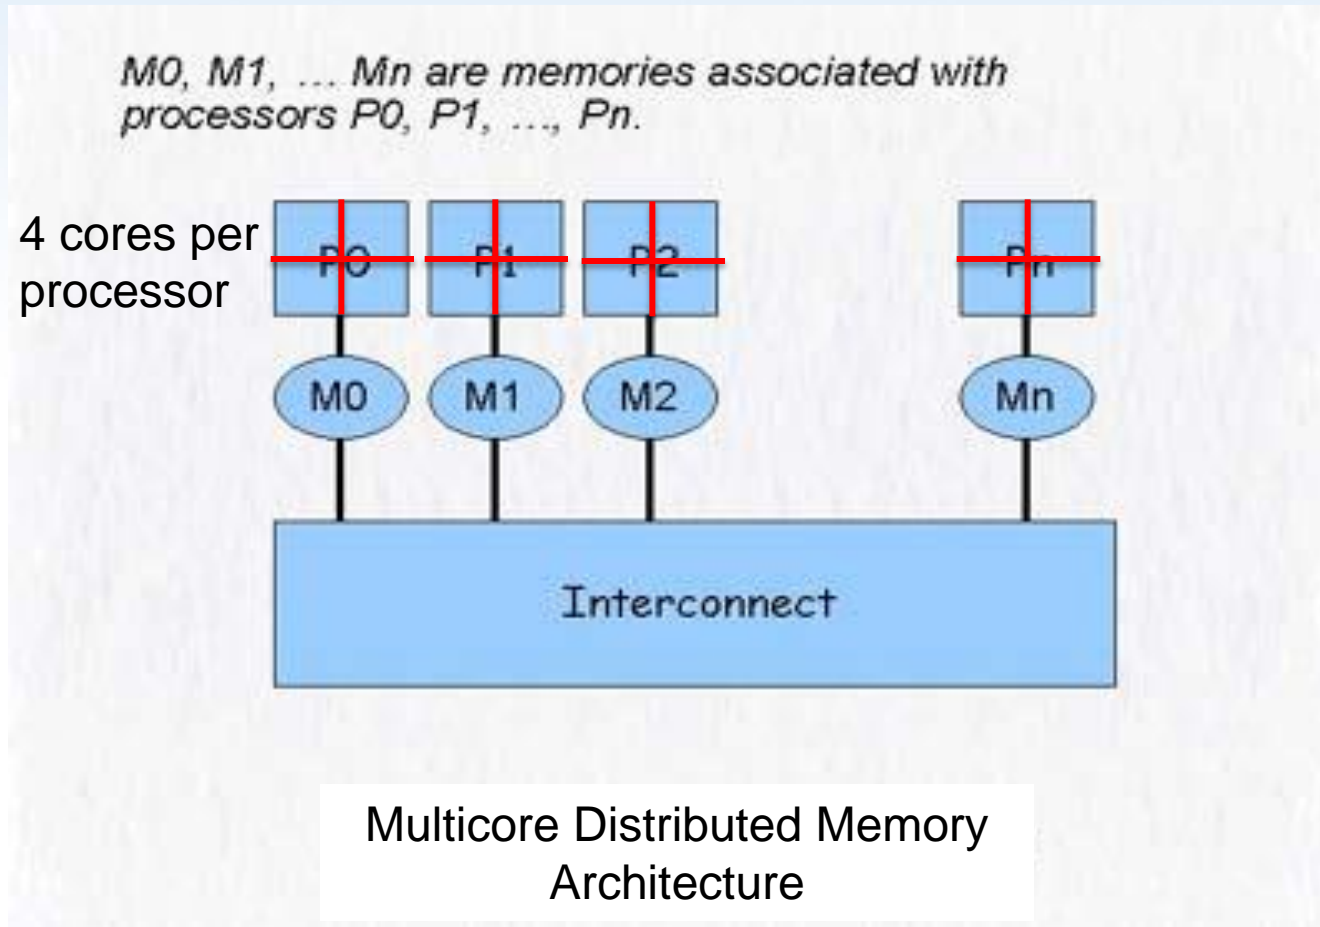 M0, M1, ... Mn are memories associated with
processors P0, P1, ..., Pn.
4 cores per
processor
P0 P1 P2 Pn
M0 M1 M2 Mn
Interconnect
Multicore Distributed Memory
Architecture